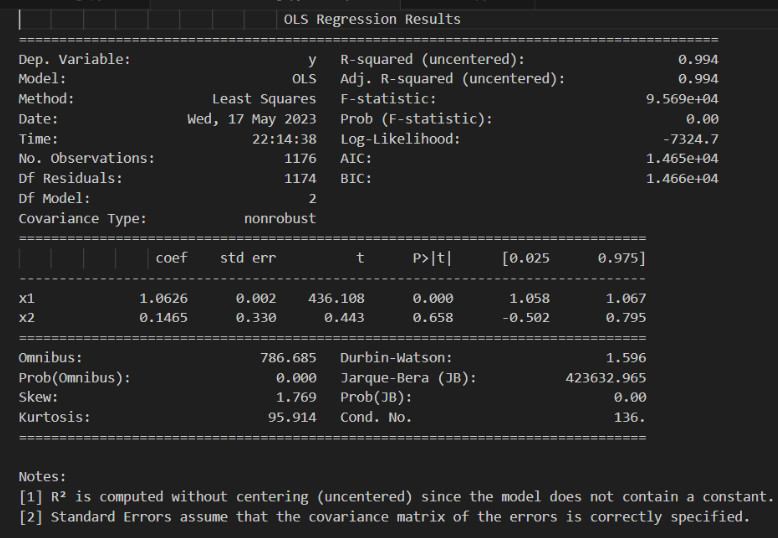 OLS Regression Results
==============================================================================
Dep. Variable:                      y   R-squared (uncentered):                   0.994
Model:                            OLS   Adj. R-squared (uncentered):              0.994
Method:                 Least Squares   F-statistic:                          9.569e+04
Date:                Wed, 17 May 2023   Prob (F-statistic):                        0.00
Time:                        22:14:38   Log-Likelihood:                         -7324.7
No. Observations:                1176   AIC:                                  1.465e+04
Df Residuals:                    1174   BIC:                                  1.466e+04
Df Model:                           2
Covariance Type:            nonrobust
==============================================================================
                 coef    std err          t      P>|t|      [0.025      0.975]
------------------------------------------------------------------------------
x1             1.0626      0.002    436.108      0.000       1.058       1.067
x2             0.1465      0.330      0.443      0.658      -0.502       0.795
==============================================================================
Omnibus:                      786.685   Durbin-Watson:                   1.596
Prob(Omnibus):                  0.000   Jarque-Bera (JB):           423632.965
Skew:                           1.769   Prob(JB):                         0.00
Kurtosis:                      95.914   Cond. No.                         136.
==============================================================================
Notes:
[1] R² is computed without centering (uncentered) since the model does not contain a constant.
[2] Standard Errors assume that the covariance matrix of the errors is correctly specified.